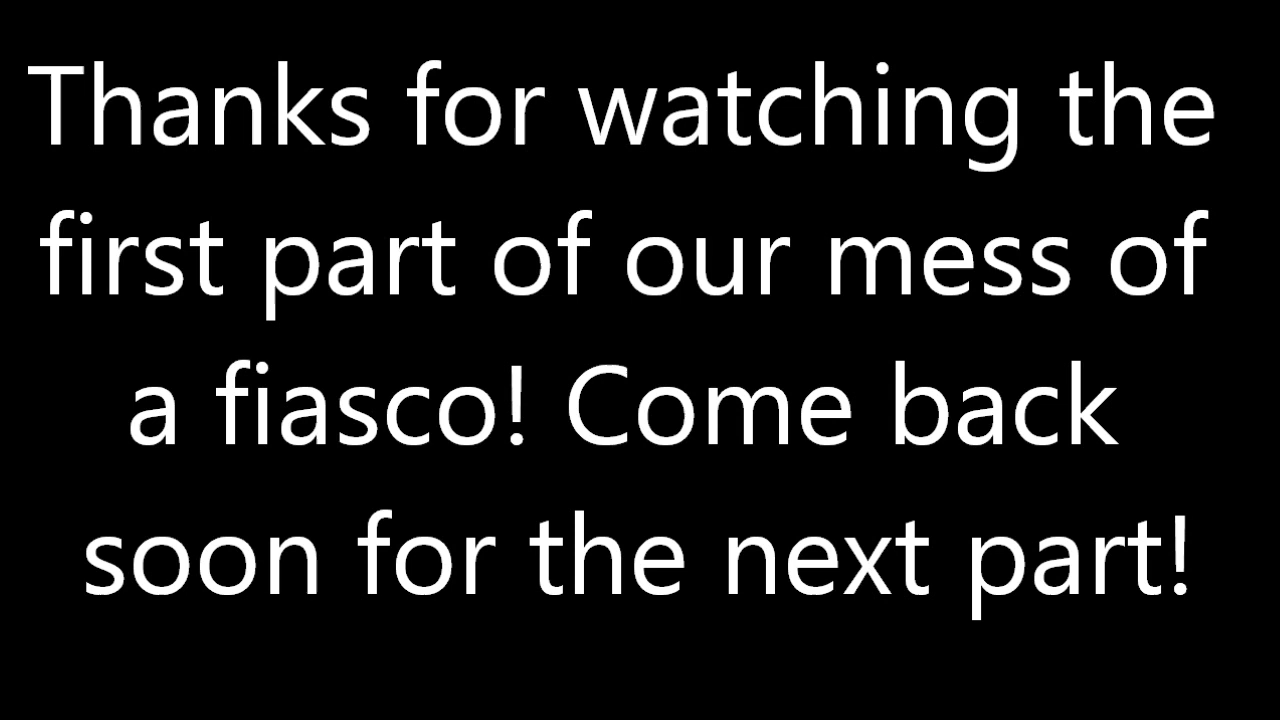 Thanks for watching the
first part of our mess of
a fiasco! Come back
soon for the next part!